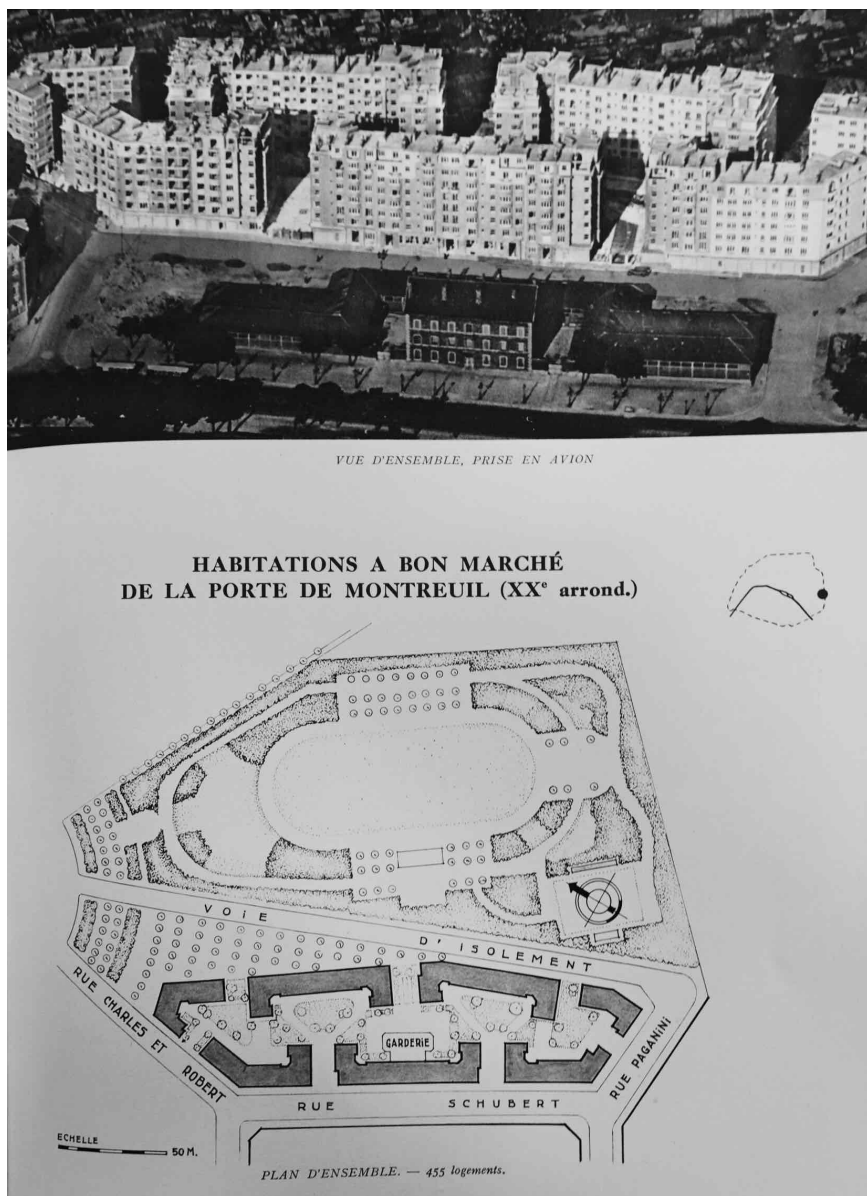 VUE D'ENSEMBLE, PRISE EN AVION
HABITATIONS A BON MARCHÉ
DE LA PORTE DE MONTREUIL (XXe arrond.)
VOIE D'ISOLEMENT
RUE CHARLES ET ROBERT
GARDERIE
RUE PAGANINI
RUE SCHUBERT
ECHELLE
50 M.
PLAN D'ENSEMBLE. — 455 logements.